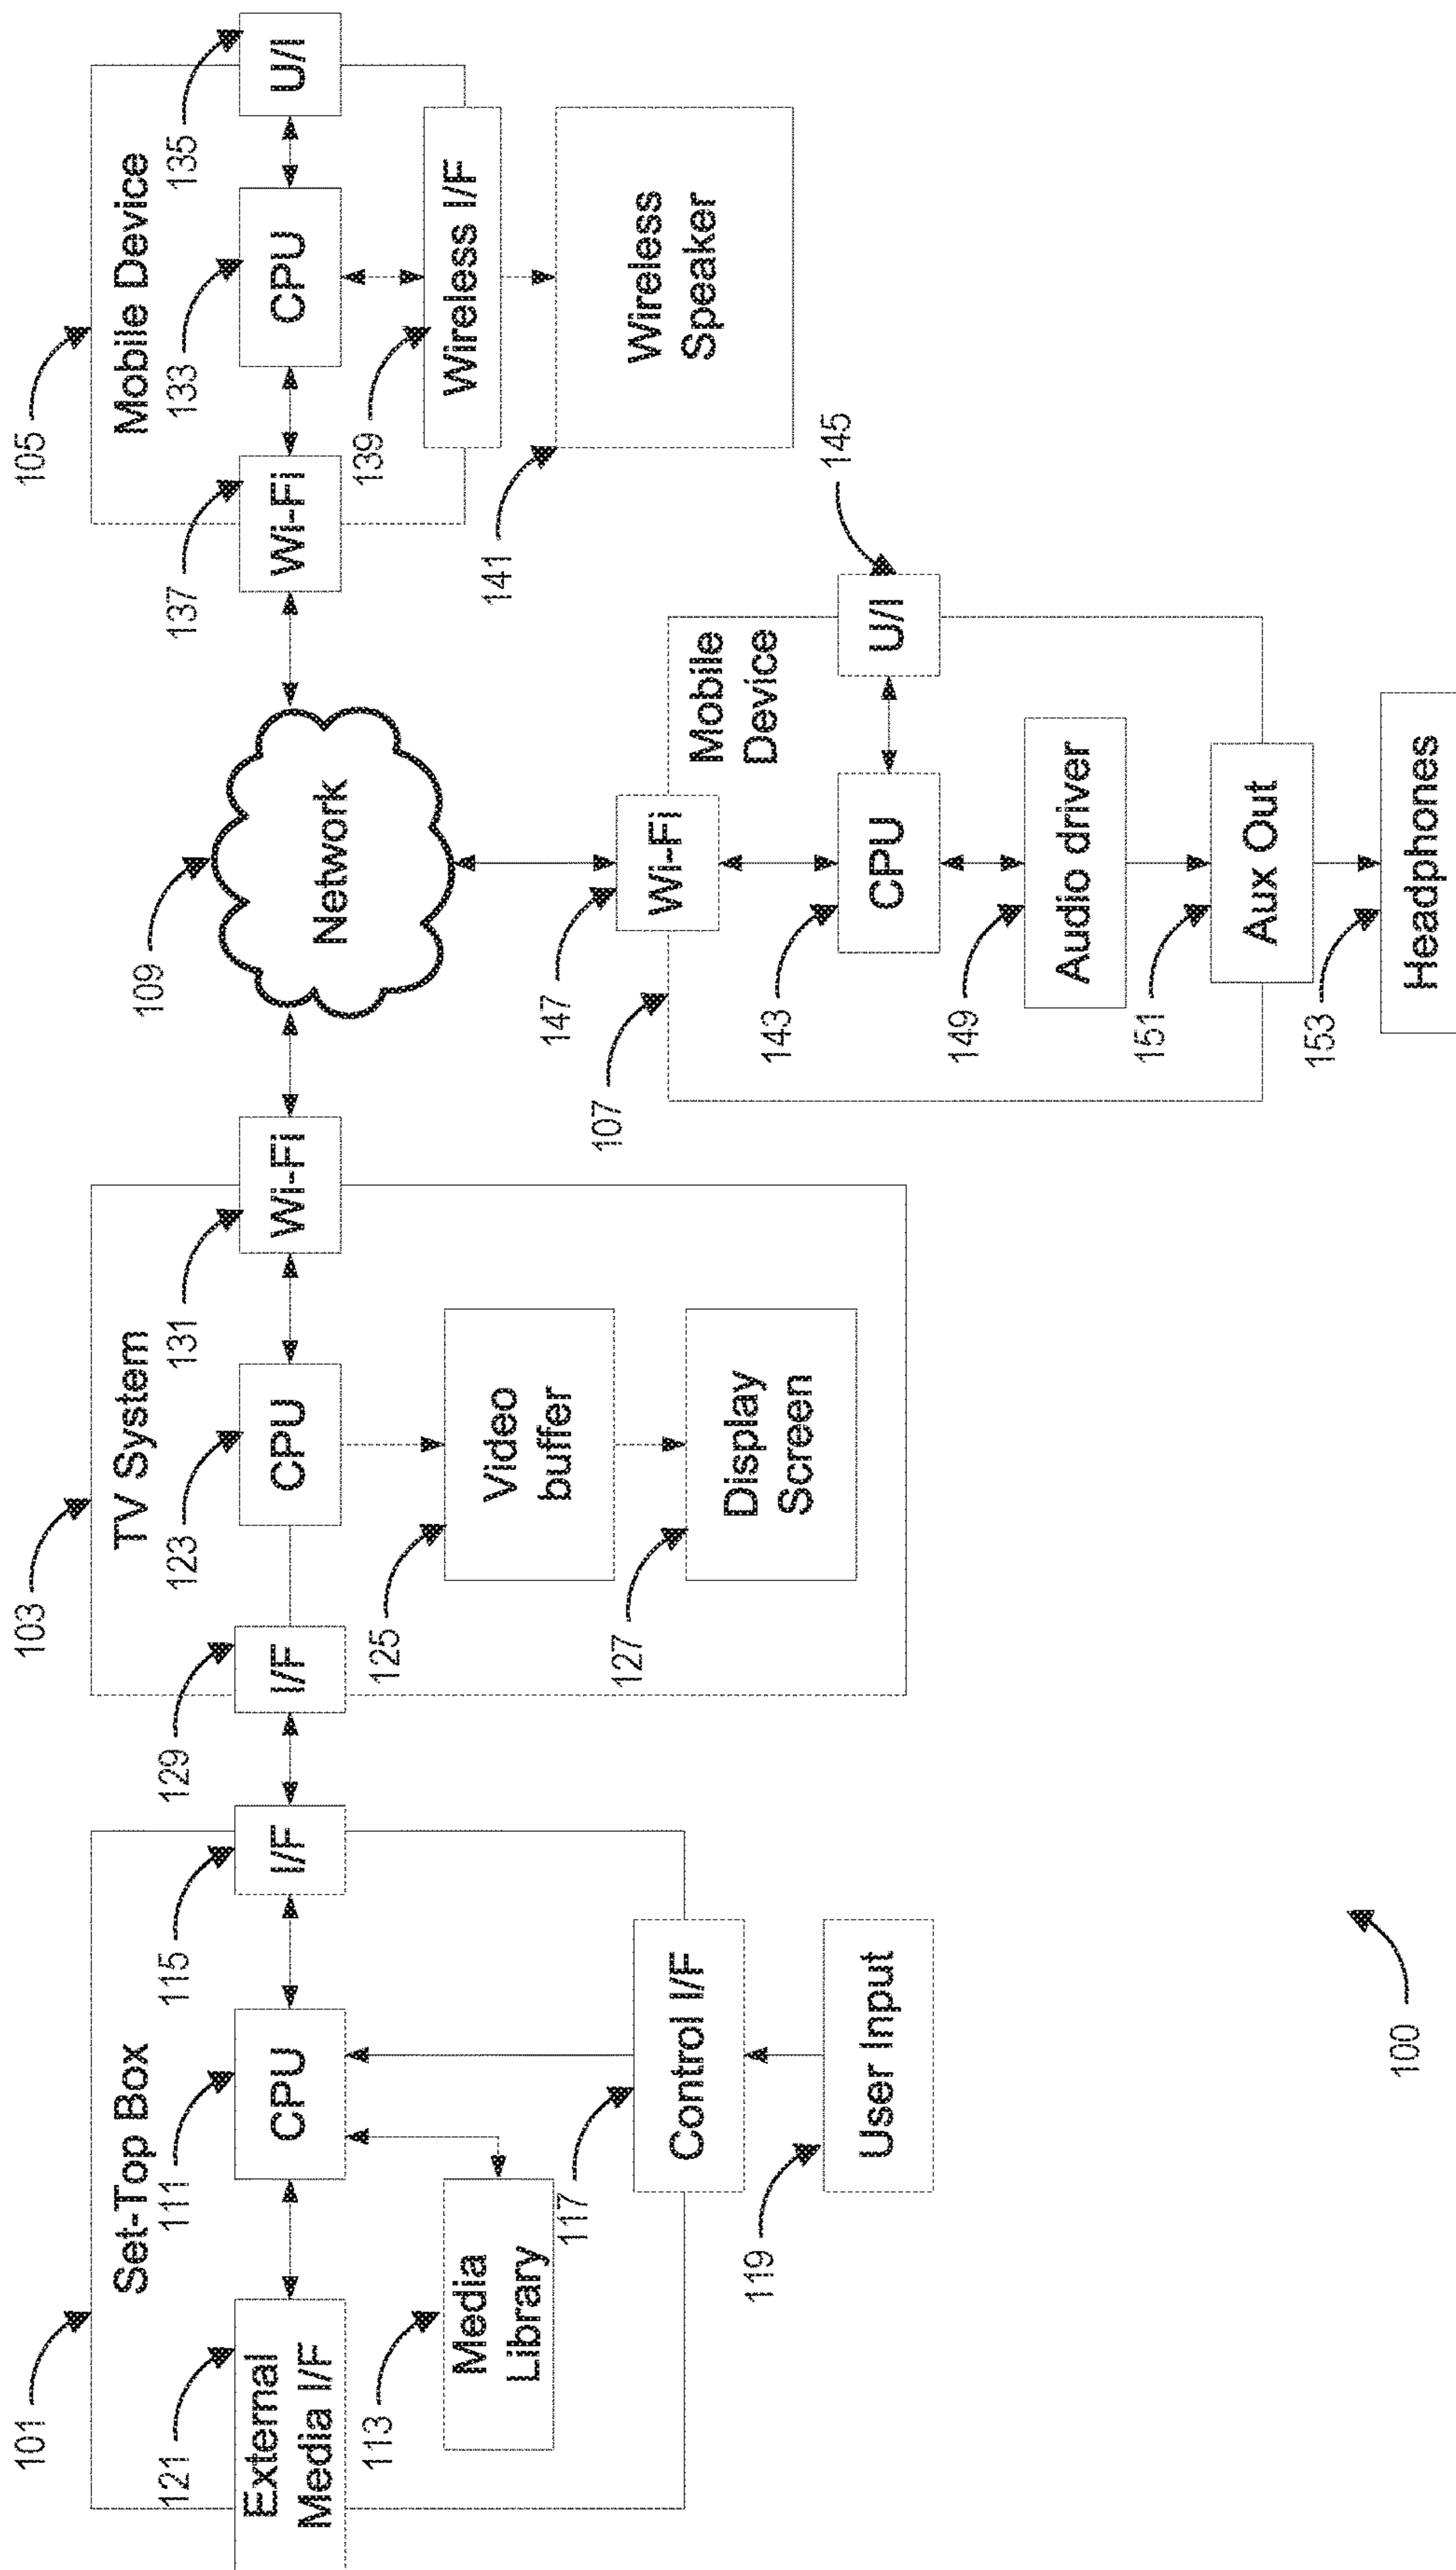 101
Set-Top Box
121
External
Media I/F
111
CPU
115
I/F
113
Media
Library
117
Control I/F
119
User Input
103
TV System
129
I/F
123
CPU
131
Wi-Fi
125
Video
buffer
127
Display
Screen
109
Network
105
Mobile Device
137
Wi-Fi
133
CPU
135
U/I
139
Wireless I/F
141
Wireless
Speaker
107
Mobile
Device
147
Wi-Fi
143
CPU
145
U/I
149
Audio driver
151
Aux Out
153
Headphones
100